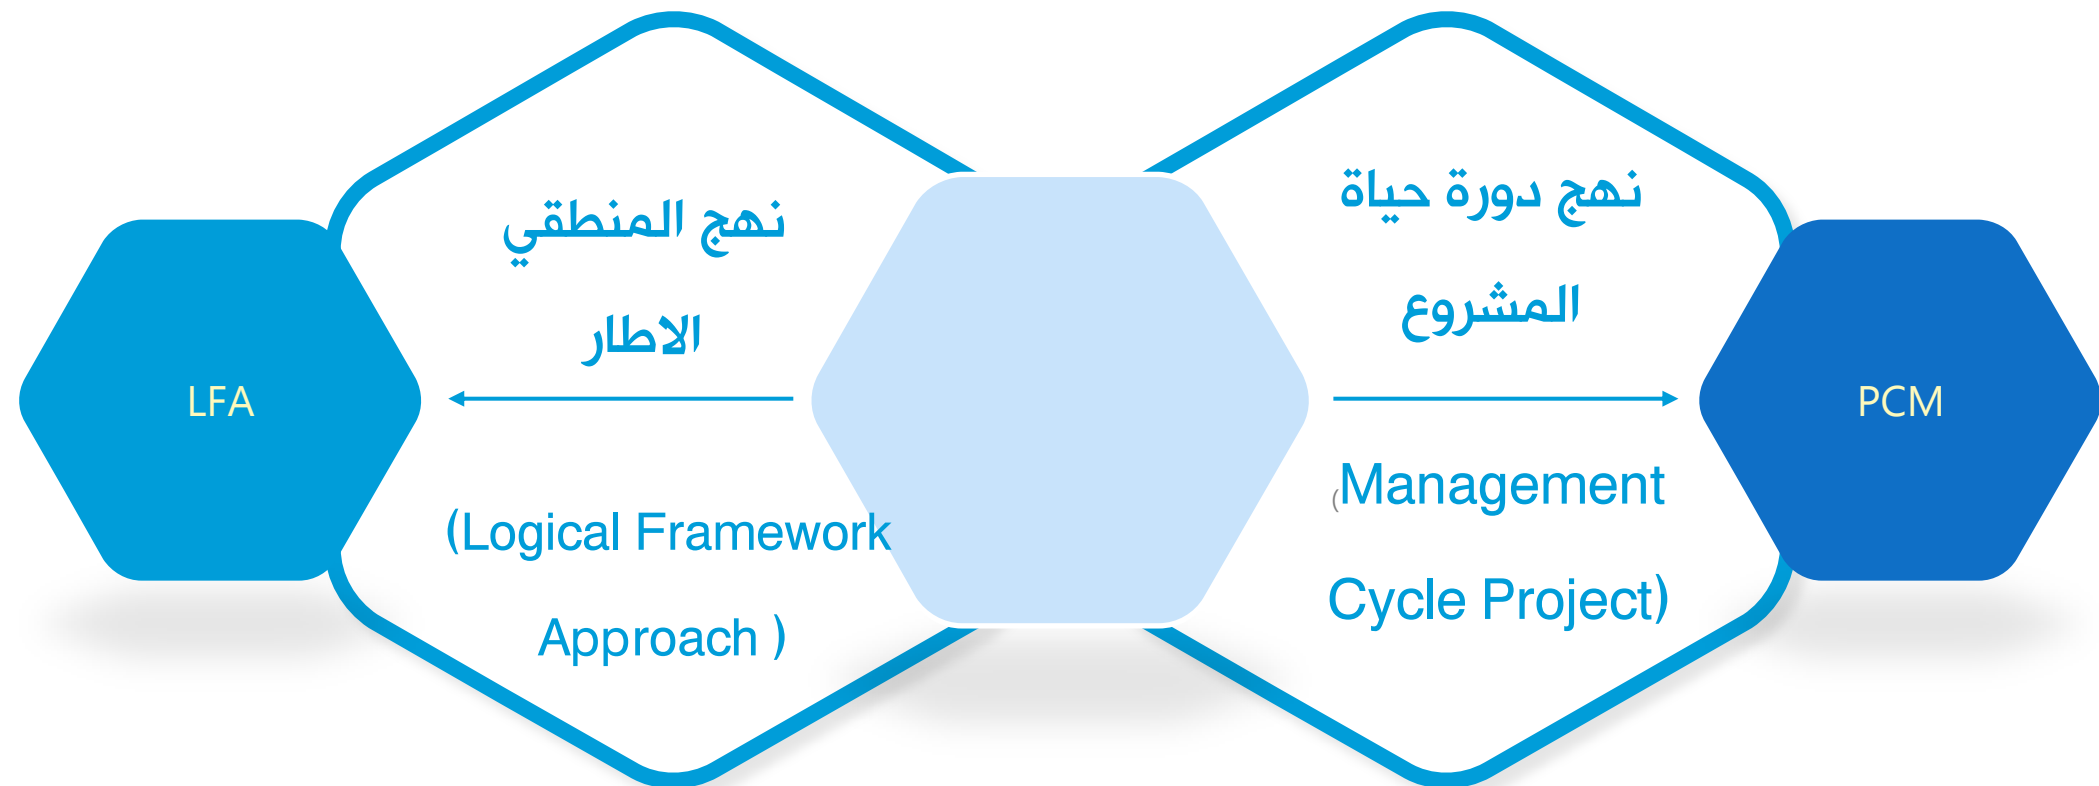 نهج دورة حياة
المشروع
PCM
(Management
Cycle Project)
نهج المنطقي
الاطار
LFA
(Logical Framework
Approach )